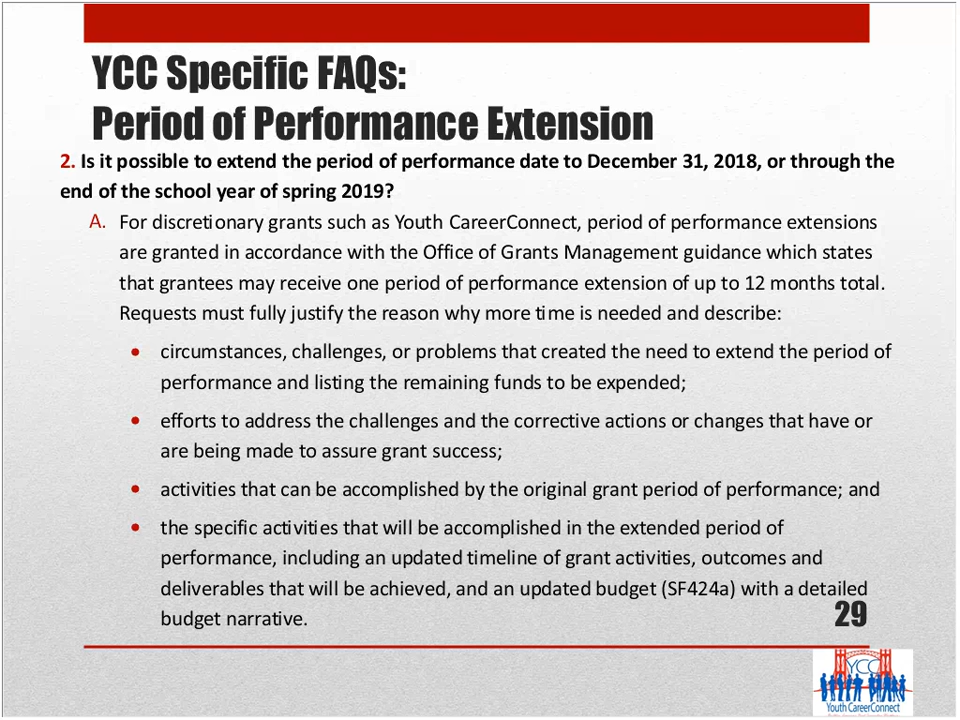 YCC Specific FAQs:
Period of Performance Extension
2. Is it possible to extend the period of performance date to December 31, 2018, or through the
end of the school year of spring 2019?
A. For discretionary grants such as Youth CareerConnect, period of performance extensions
are granted in accordance with the Office of Grants Management guidance which states
that grantees may receive one period of performance extension of up to 12 months total.
Requests must fully justify the reason why more time is needed and describe:
• circumstances, challenges, or problems that created the need to extend the period of
performance and listing the remaining funds to be expended;
• efforts to address the challenges and the corrective actions or changes that have or
are being made to assure grant success;
• activities that can be accomplished by the original grant period of performance; and
• the specific activities that will be accomplished in the extended period of
performance, including an updated timeline of grant activities, outcomes and
deliverables that will be achieved, and an updated budget (SF424a) with a detailed
budget narrative.
29
YCC
Youth CareerConnect